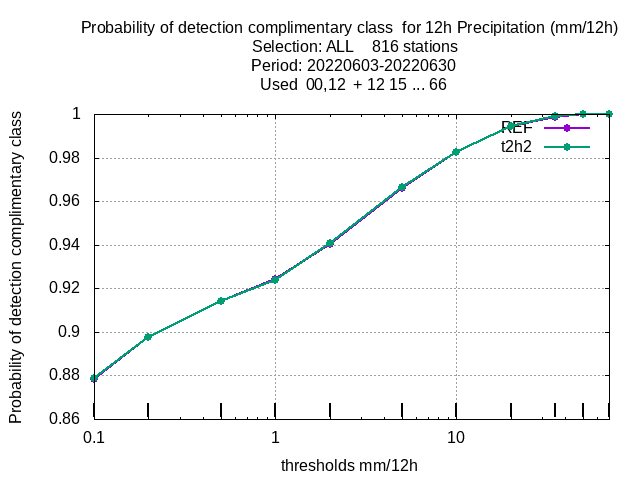 Probability of detection complimentary class  for 12h Precipitation (mm/12h)
Selection: ALL    816 stations
Period: 20220603-20220630
Used  00,12  + 12 15 ... 66
Probability of detection complimentary class
1
0.98
0.96
0.94
0.92
0.9
0.88
0.86
REF
t2h2
0.1
1
10
thresholds mm/12h